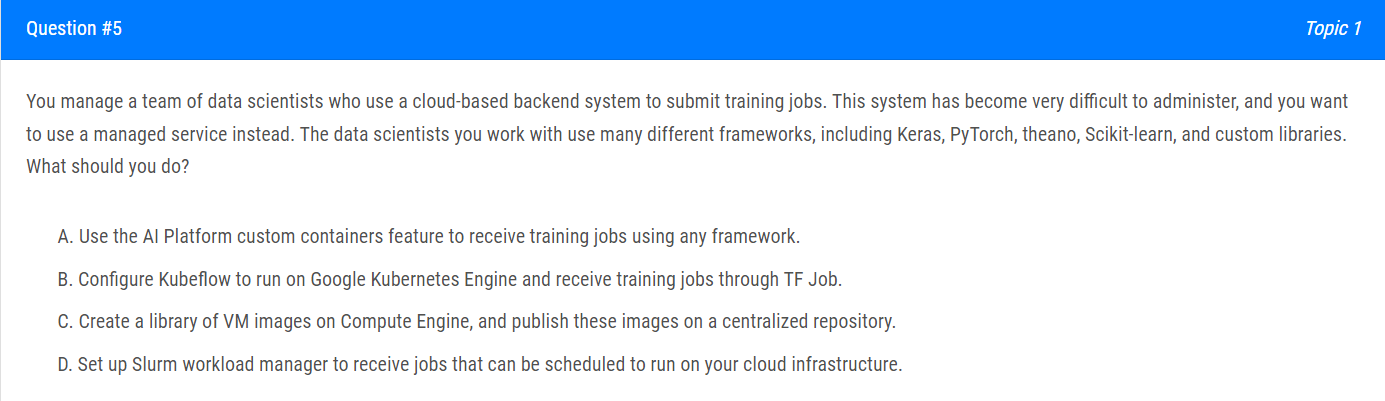 Question #5
Topic 1
You manage a team of data scientists who use a cloud-based backend system to submit training jobs. This system has become very difficult to administer, and you want
to use a managed service instead. The data scientists you work with use many different frameworks, including Keras, PyTorch, theano, Scikit-learn, and custom libraries.
What should you do?
A. Use the AI Platform custom containers feature to receive training jobs using any framework.
B. Configure Kubeflow to run on Google Kubernetes Engine and receive training jobs through TF Job.
C. Create a library of VM images on Compute Engine, and publish these images on a centralized repository.
D. Set up Slurm workload manager to receive jobs that can be scheduled to run on your cloud infrastructure.